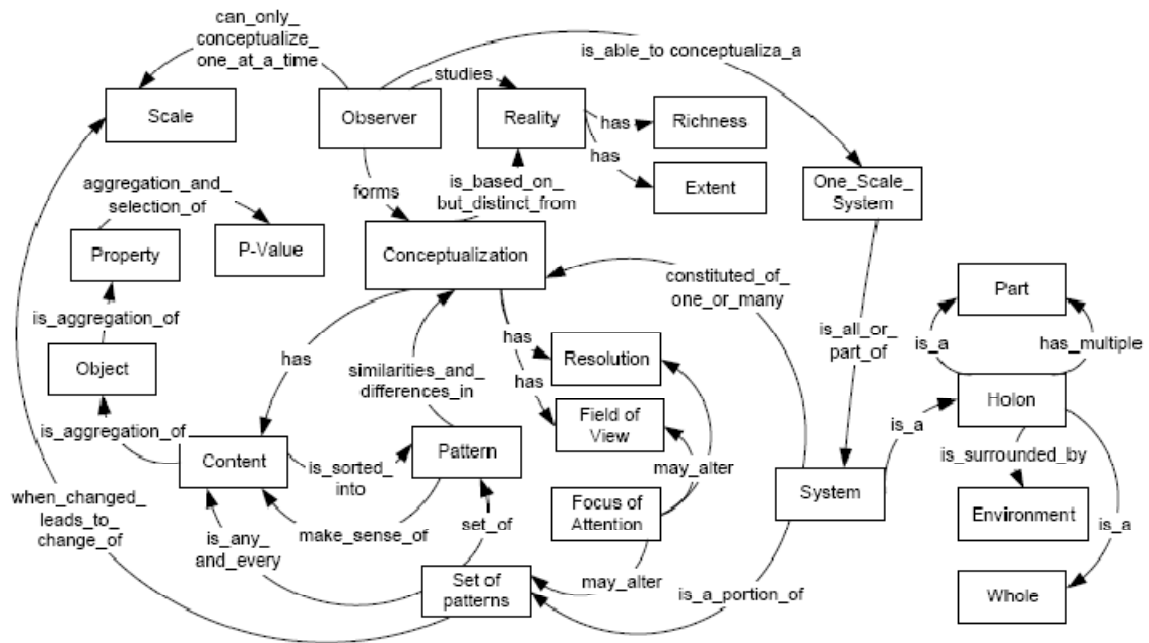 can_only_
conceptualize_
one_at_a_time
is_able_to conceptualiza_a
studies
Scale
Observer
Reality
has
Richness
has
Extent
One_Scale_
System
aggregation_and_
selection_of
forms
is_based_on_
but_distinct_from
Property
P-Value
Conceptualization
constituted_of_
one_or_many
Part
is_aggregation_of
has
similarities_and_
differences_in
has
Resolution
is_all_or_
part_of
is_a
has_multiple
Object
has
Field of
View
Holon
is_aggregation_of
Content
is_sorted_
into
Pattern
may_alter
is_a
is_surrounded_by
System
when_changed_
leads_to_
change_of
is_any_
and_every
make_sense_of
set_of
Focus of
Attention
Environment
is_a
may_alter
is_a_portion_of
Set of
patterns
Whole